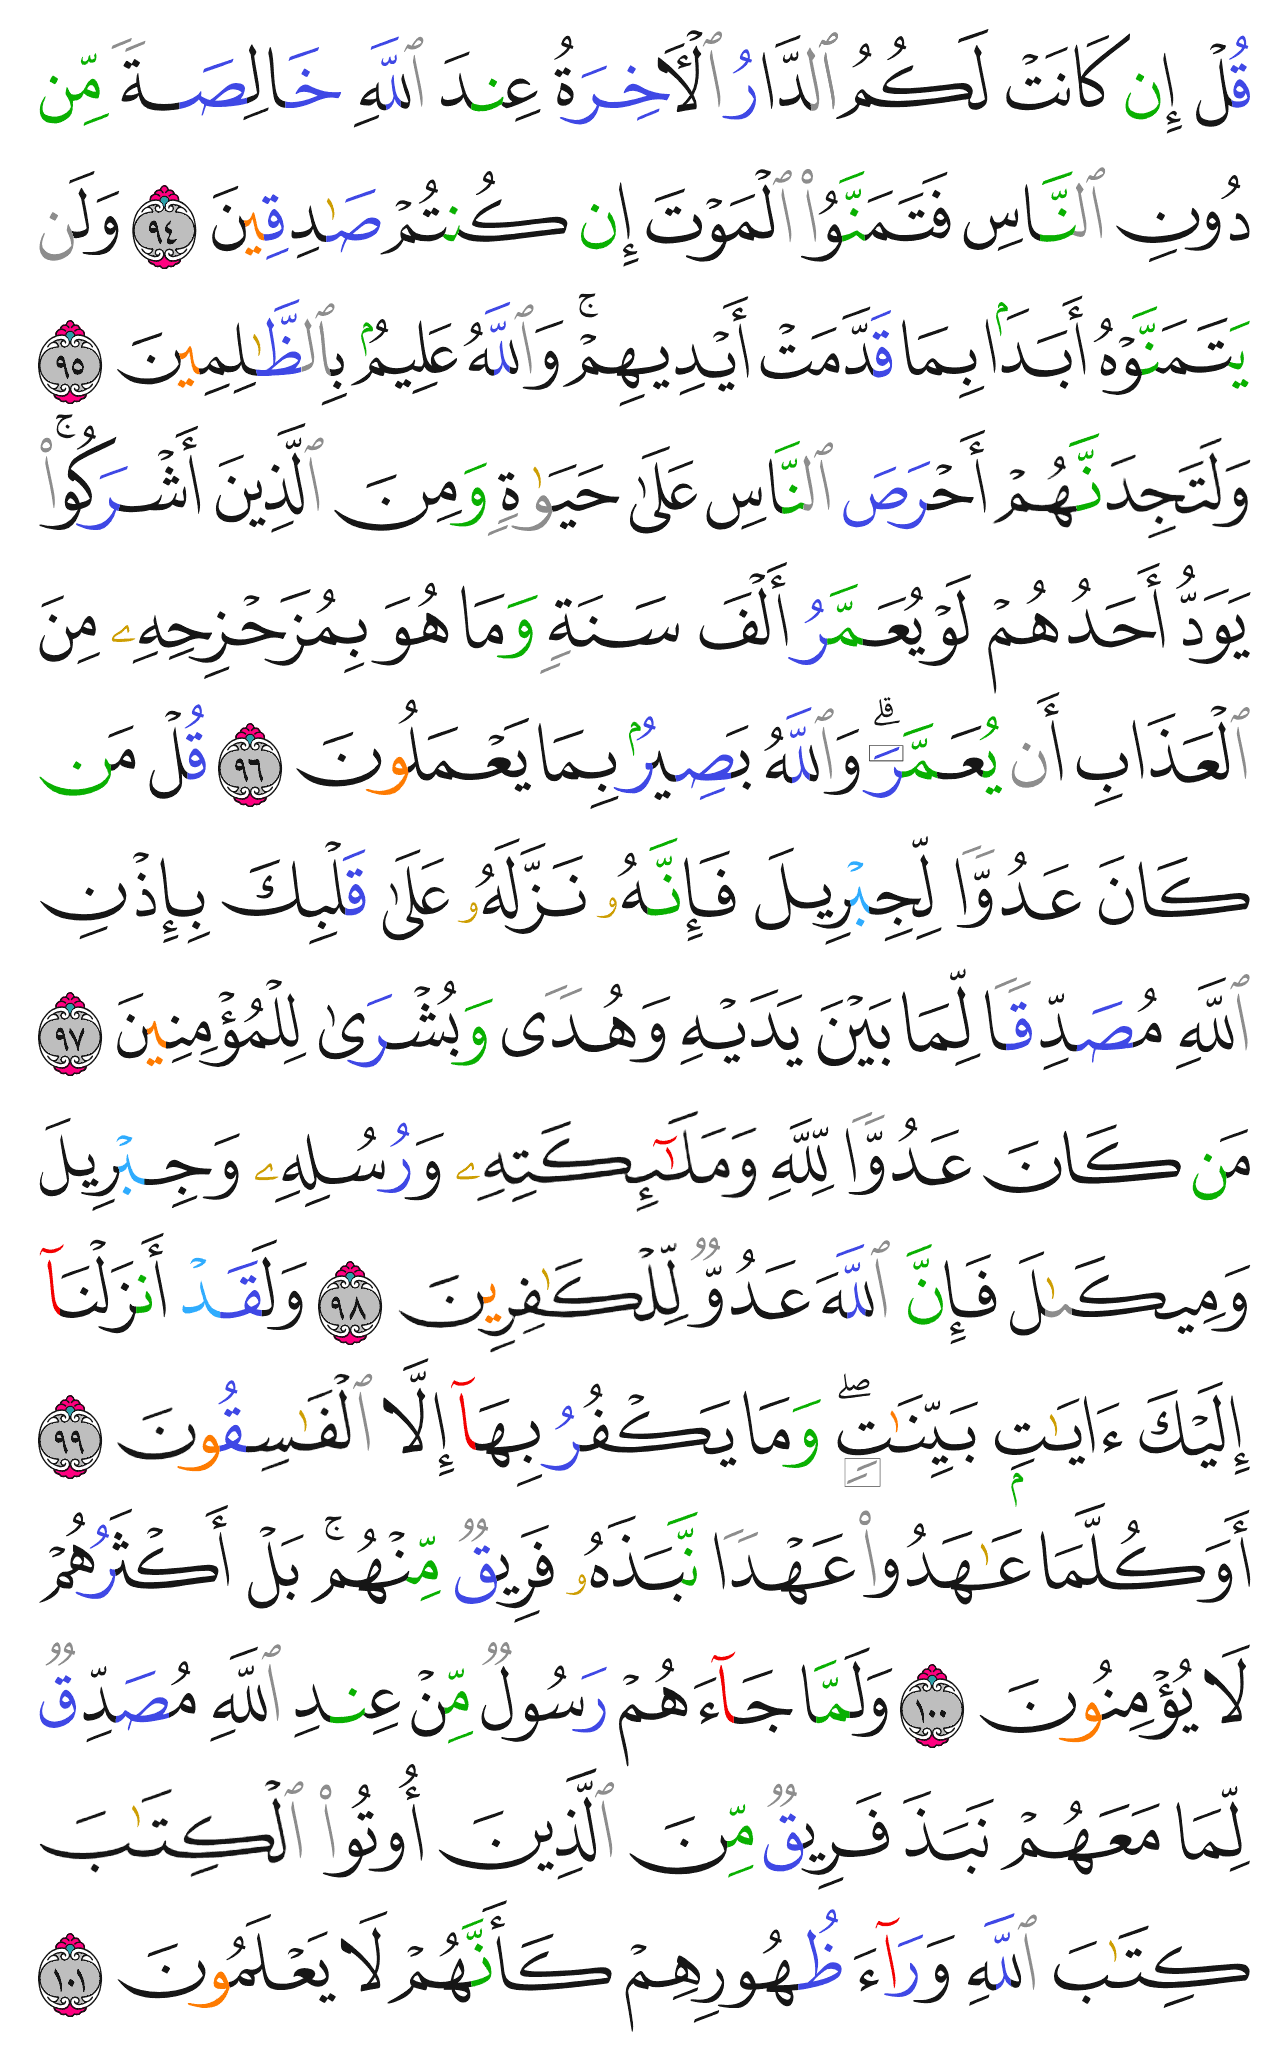 قُلۡ إِن كَانَتۡ لَكُمُ ٱلدَّارُ ٱلۡأٓخِرَةُ عِندَ ٱللَّهِ خَالِصَةٗ مِّن
دُونِ ٱلنَّاسِ فَتَمَنَّوُاْ ٱلۡمَوۡتَ إِن كُنتُمۡ صَٰدِقِينَ ٩٤ وَلَن
يَتَمَنَّوۡهُ أَبَدَۢا بِمَا قَدَّمَتۡ أَيۡدِيهِمۡۚ وَٱللَّهُ عَلِيمُۢ بِٱلظَّٰلِمِينَ ٩٥
وَلَتَجِدَنَّهُمۡ أَحۡرَصَ ٱلنَّاسِ عَلَىٰ حَيَوٰةٖ وَمِنَ ٱلَّذِينَ أَشۡرَكُواْۚ
يَوَدُّ أَحَدُهُمۡ لَوۡ يُعَمَّرُ أَلۡفَ سَنَةٖ وَمَا هُوَ بِمُزَحۡزِحِهِۦ مِنَ
ٱلۡعَذَابِ أَن يُعَمَّرَۗ وَٱللَّهُ بَصِيرُۢ بِمَا يَعۡمَلُونَ ٩٦ قُلۡ مَن
كَانَ عَدُوّٗا لِّجِبۡرِيلَ فَإِنَّهُۥ نَزَّلَهُۥ عَلَىٰ قَلۡبِكَ بِإِذۡنِ
ٱللَّهِ مُصَدِّقٗا لِّمَا بَيۡنَ يَدَيۡهِ وَهُدٗى وَبُشۡرَىٰ لِلۡمُؤۡمِنِينَ ٩٧
مَن كَانَ عَدُوّٗا لِّلَّهِ وَمَلَٰٓئِكَتِهِۦ وَرُسُلِهِۦ وَجِبۡرِيلَ
وَمِيكَىٰلَ فَإِنَّ ٱللَّهَ عَدُوّٞ لِّلۡكَٰفِرِينَ ٩٨ وَلَقَدۡ أَنزَلۡنَآ
إِلَيۡكَ ءَايَٰتِۭ بَيِّنَٰتٖۖ وَمَا يَكۡفُرُ بِهَآ إِلَّا ٱلۡفَٰسِقُونَ ٩٩
أَوَكُلَّمَا عَٰهَدُواْ عَهۡدٗا نَّبَذَهُۥ فَرِيقٞ مِّنۡهُمۚ بَلۡ أَكۡثَرُهُمۡ
لَا يُؤۡمِنُونَ ١٠٠ وَلَمَّا جَآءَهُمۡ رَسُولٞ مِّنۡ عِندِ ٱللَّهِ مُصَدِّقٞ
لِّمَا مَعَهُمۡ نَبَذَ فَرِيقٞ مِّنَ ٱلَّذِينَ أُوتُواْ ٱلۡكِتَٰبَ
كِتَٰبَ ٱللَّهِ وَرَآءَ ظُهُورِهِمۡ كَأَنَّهُمۡ لَا يَعۡلَمُونَ ١٠١